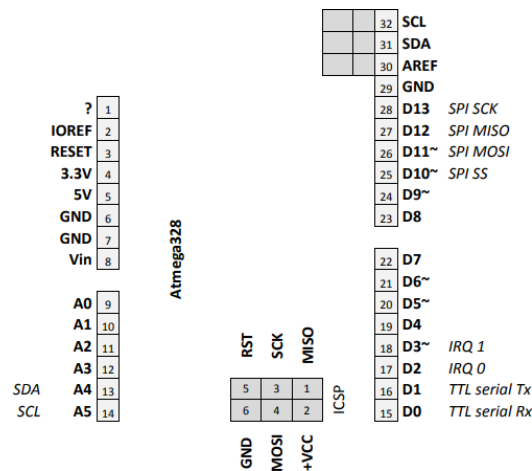 32 SCL
31 SDA
30 AREF
29 GND
28 D13 SPI SCK
27 D12 SPI MISO
26 D11~ SPI MOSI
25 D10~ SPI SS
24 D9~
23 D8
? 1
IOREF 2
RESET 3
3.3V 4
5V 5
GND 6
GND 7
Vin 8
Atmega328
22 D7
21 D6~
20 D5~
19 D4
18 D3~ IRQ 1
17 D2 IRQ 0
16 D1 TTL serial Tx
15 D0 TTL serial Rx
A0 9
A1 10
A2 11
A3 12
SDA A4 13
SCL A5 14
RST SCK MISO
5 3 1
6 4 2
ICSP
GND MOSI +VCC